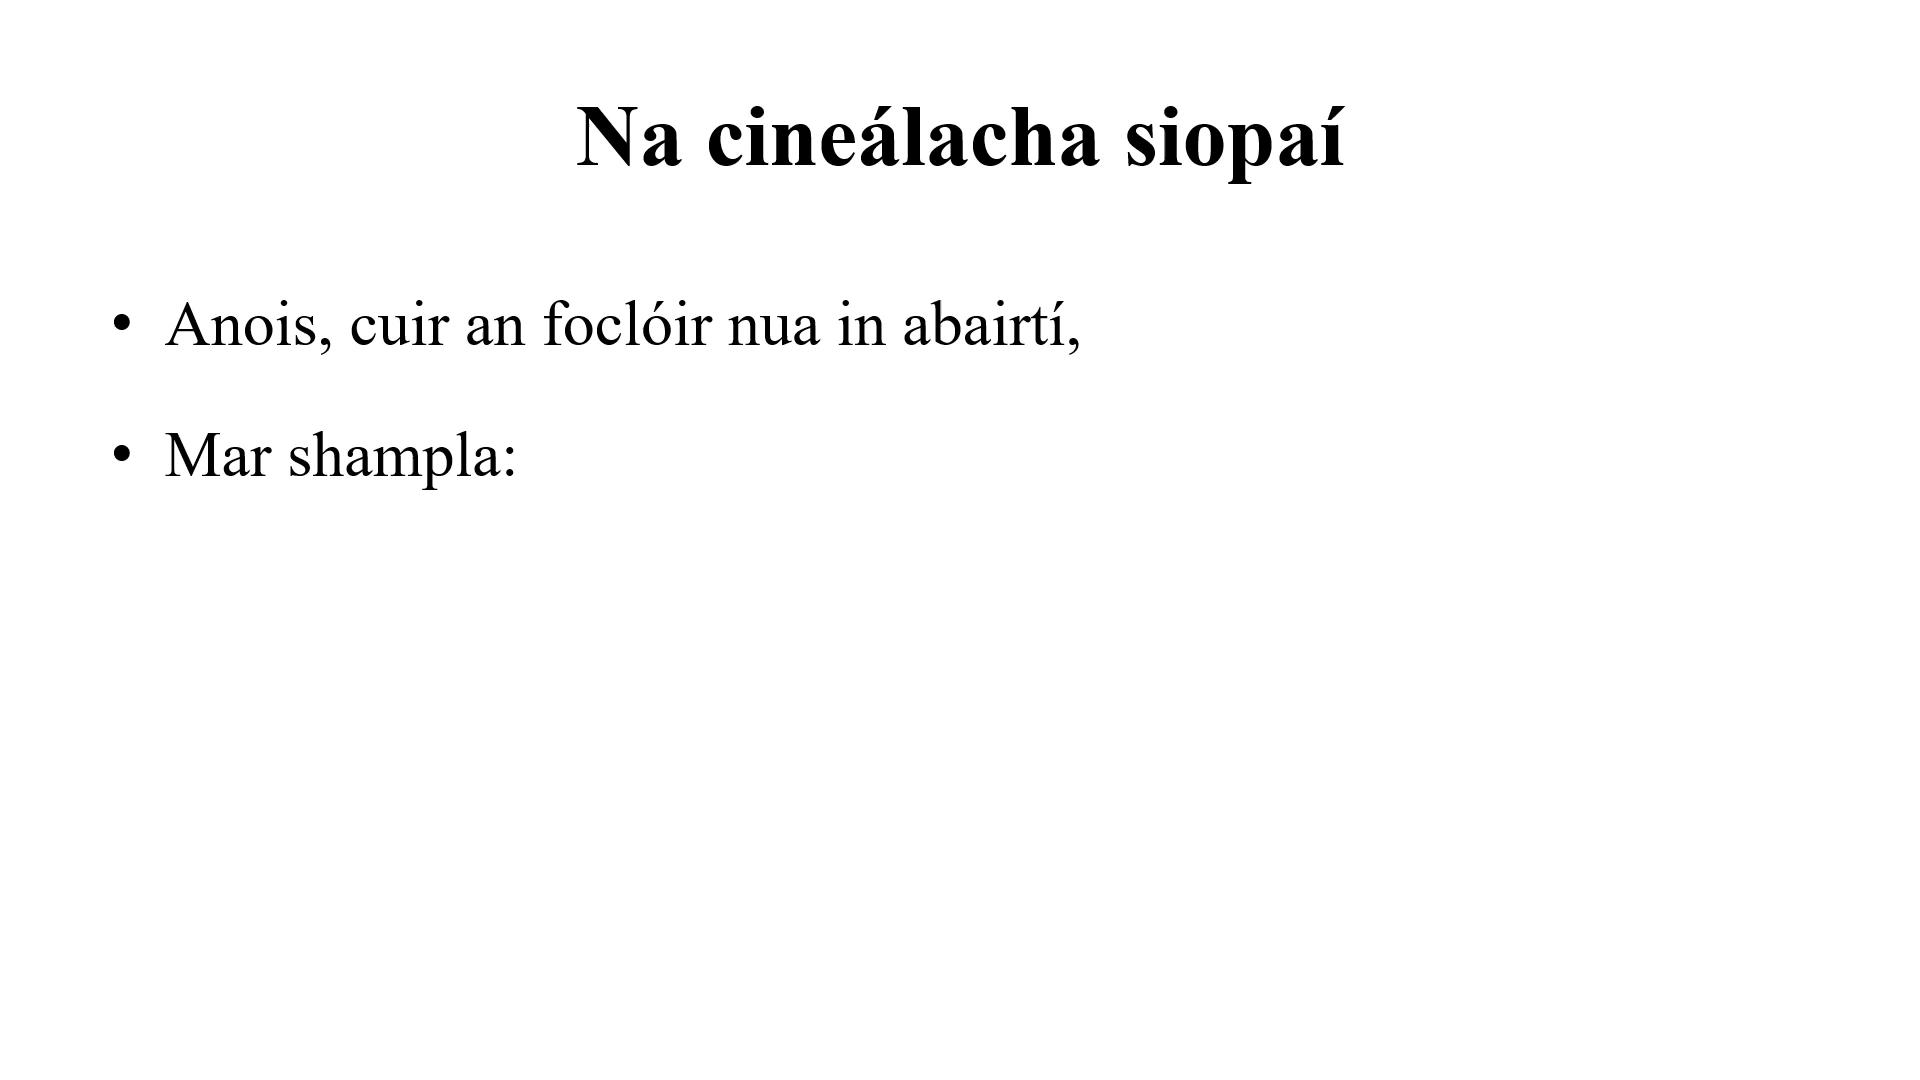 Na cineálacha siopaí
• Anois, cuir an foclóir nua in abairtí,
• Mar shampla: